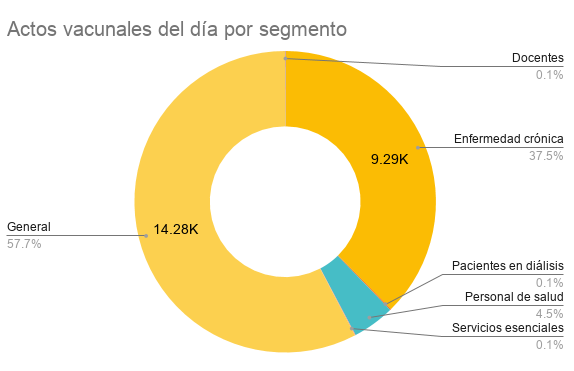 Actos vacunales del día por segmento
Docentes
0.1%
Enfermedad crónica
37.5%
9.29K
General
57.7%
14.28K
Pacientes en diálisis
0.1%
Personal de salud
4.5%
Servicios esenciales
0.1%